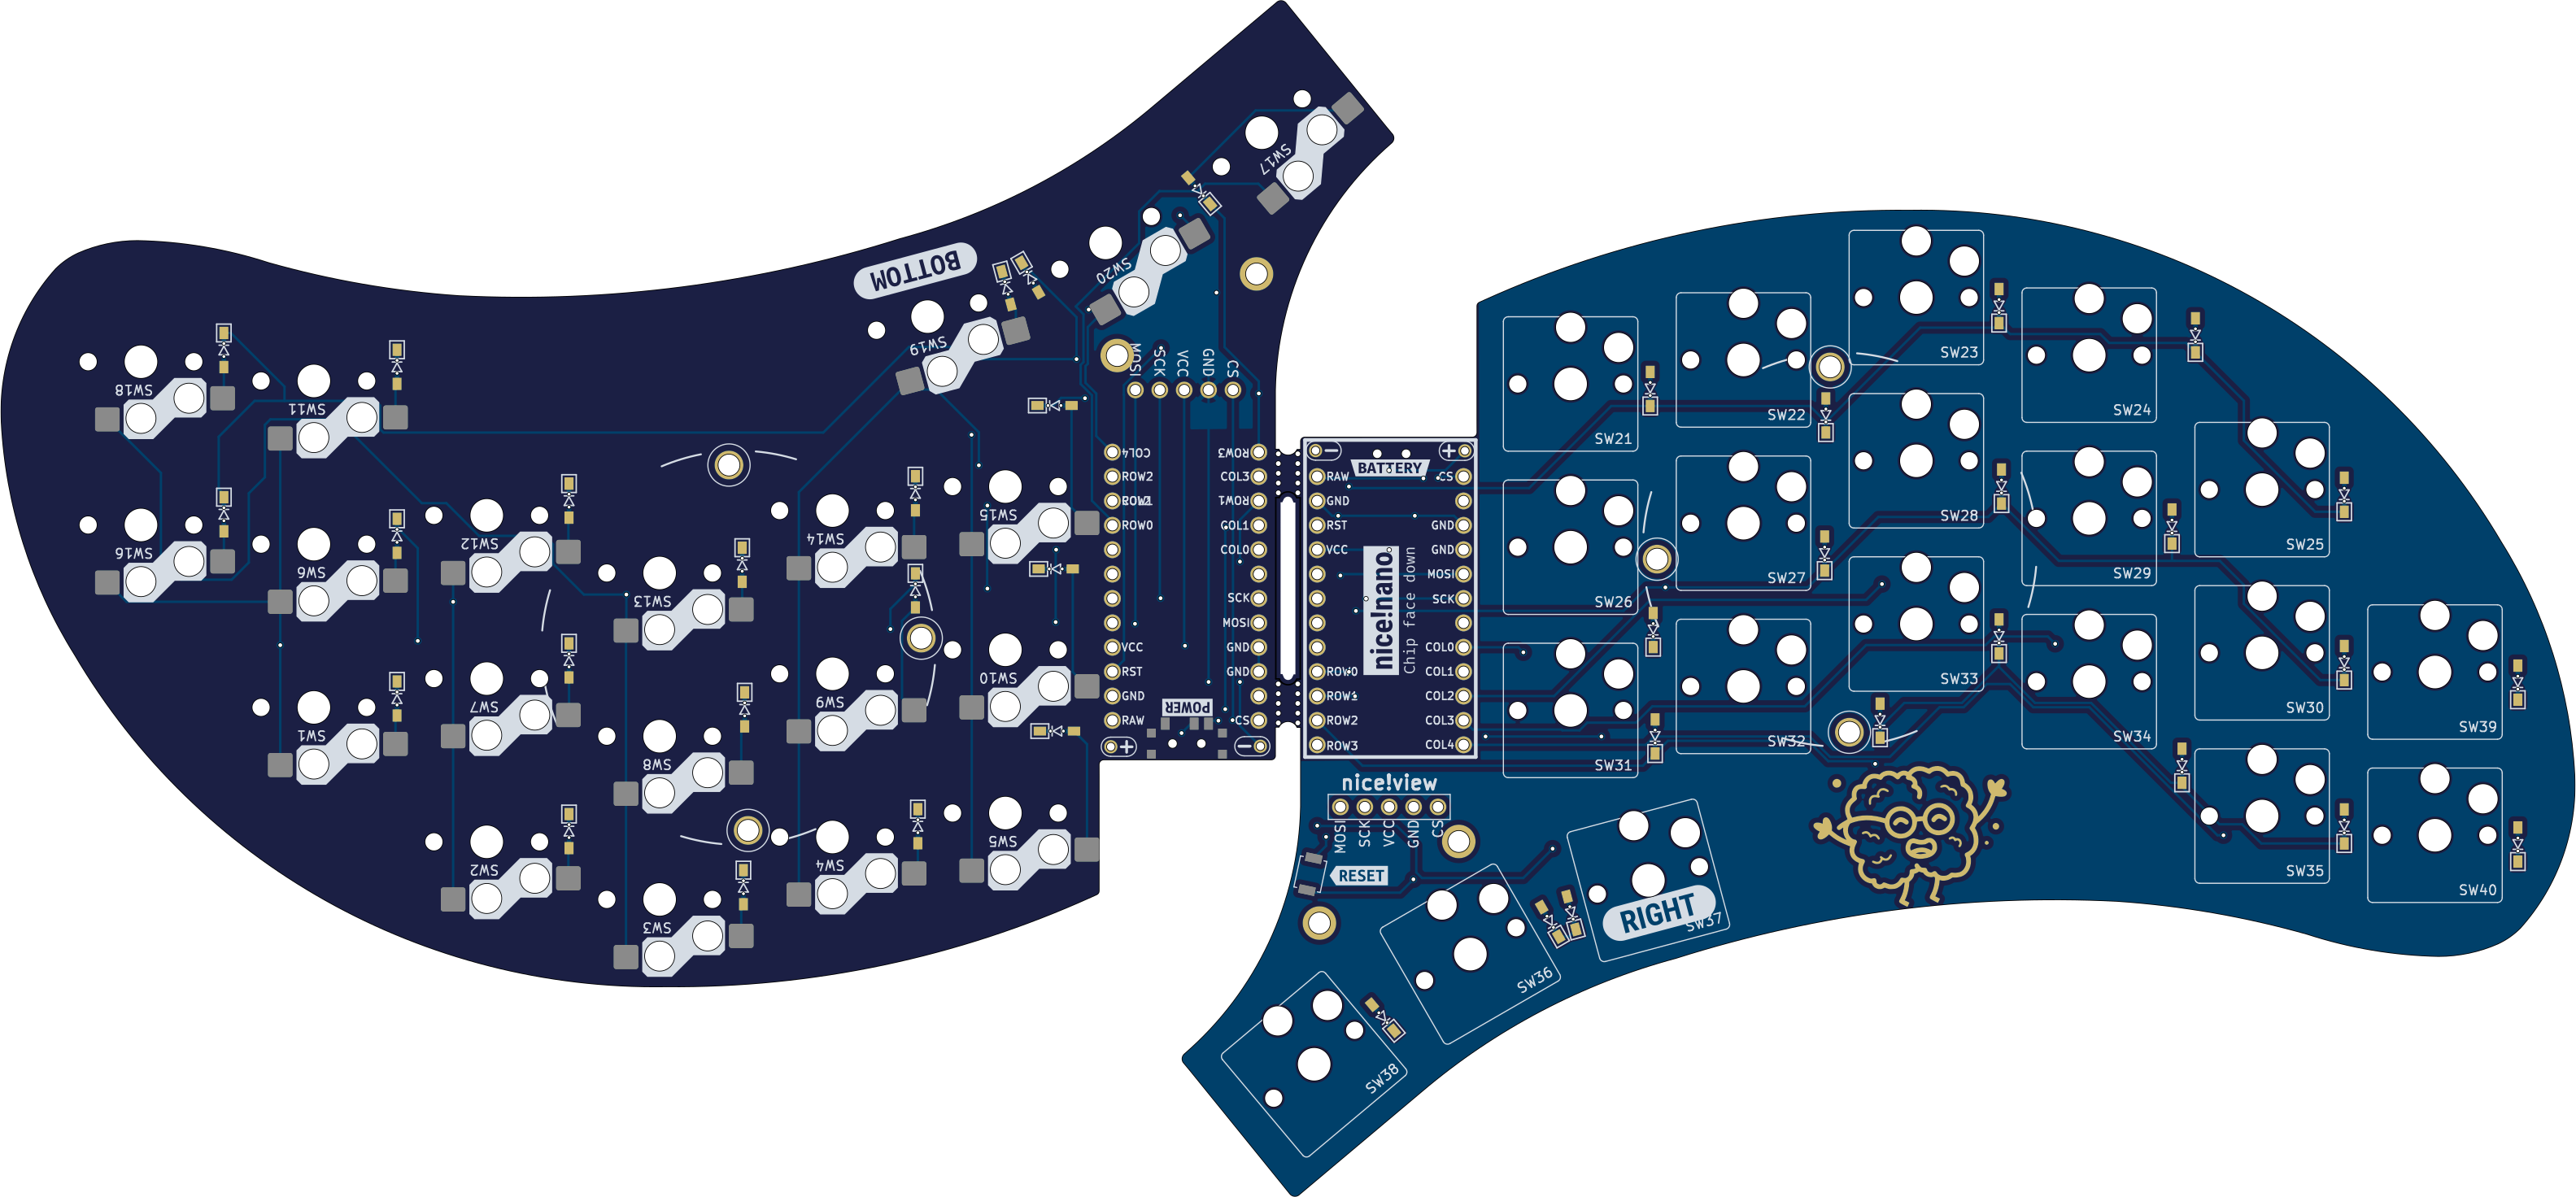 SW17
SW20
BOTTOM
SW19
SW18
SW11
SW16
SW6
SW12
SW13
SW14
SW15
SW1
SW7
SW8
SW9
SW10
SW2
SW3
SW4
SW5
MOSI
SCK
VCC
GND
CS
COL4
ROW2
ROW0
VCC
RST
GND
RAW
ROW3
COL3
ROW1
COL1
COL0
SCK
MOSI
GND
GND
CS
POWER
+
−
−
+
BATTERY
RAW
GND
RST
VCC
ROW0
ROW1
ROW2
ROW3
CS
GND
GND
MOSI
SCK
COL0
COL1
COL2
COL3
COL4
nice!nano
Chip face down
nice!view
MOSI
SCK
VCC
GND
CS
RESET
SW21
SW22
SW23
SW24
SW25
SW26
SW27
SW28
SW29
SW30
SW31
SW32
SW33
SW34
SW35
SW39
SW40
RIGHT
SW37
SW36
SW38